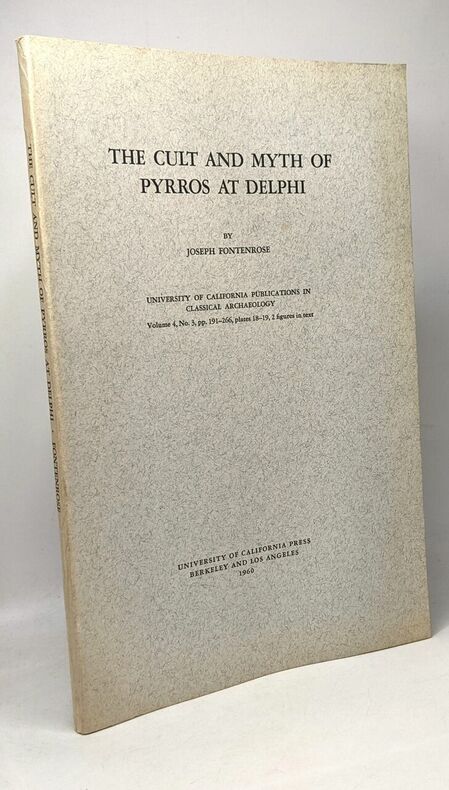 THE CULT AND MYTH OF
PYRROS AT DELPHI
BY
JOSEPH FONTENROSE
UNIVERSITY OF CALIFORNIA PUBLICATIONS IN
CLASSICAL ARCHAEOLOGY
Volume 4, No. 3, pp. 191–266, plates 18–19, 2 figures in text
UNIVERSITY OF CALIFORNIA PRESS
BERKELEY AND LOS ANGELES
1960
THE CULT AND MYTH OF PYRROS AT DELPHI FONTENROSE